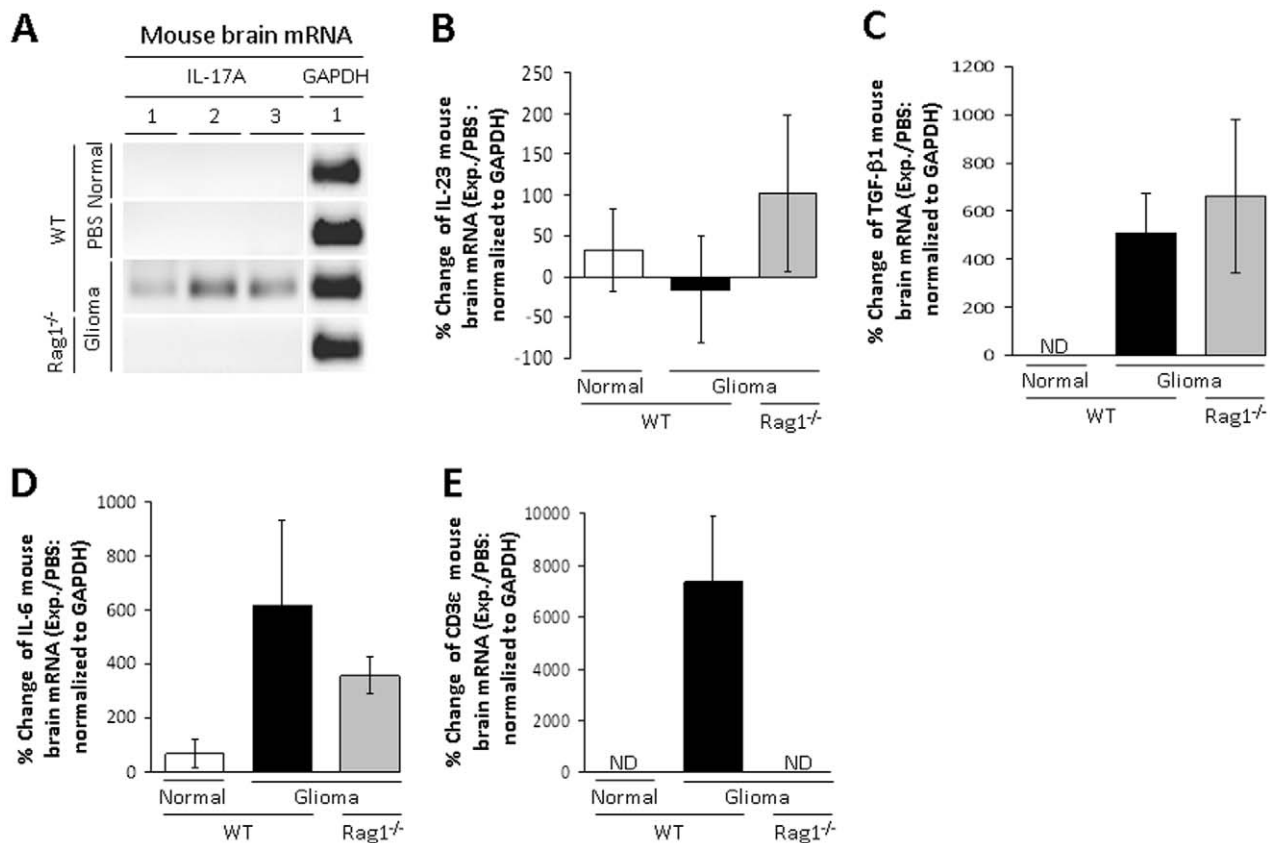 A
Mouse brain mRNA
IL-17A GAPDH
1 2 3 1
Normal
PBS
WT
Glioma
Rag1-/-
B
% Change of IL-23 mouse
brain mRNA (Exp./PBS :
normalized to GAPDH)
250
200
150
100
50
0
-50
-100
Normal Glioma
WT Rag1-/-
C
% Change of TGF-β1 mouse
brain mRNA (Exp./PBS:
normalized to GAPDH)
1200
1000
800
600
400
200
0
ND
Normal Glioma
WT Rag1-/-
D
% Change of IL-6 mouse
brain mRNA (Exp./PBS:
normalized to GAPDH)
1000
800
600
400
200
0
Normal Glioma
WT Rag1-/-
E
% Change of CD3ε mouse
brain mRNA (Exp./PBS:
normalized to GAPDH)
10000
8000
6000
4000
2000
0
ND ND
Normal Glioma
WT Rag1-/-